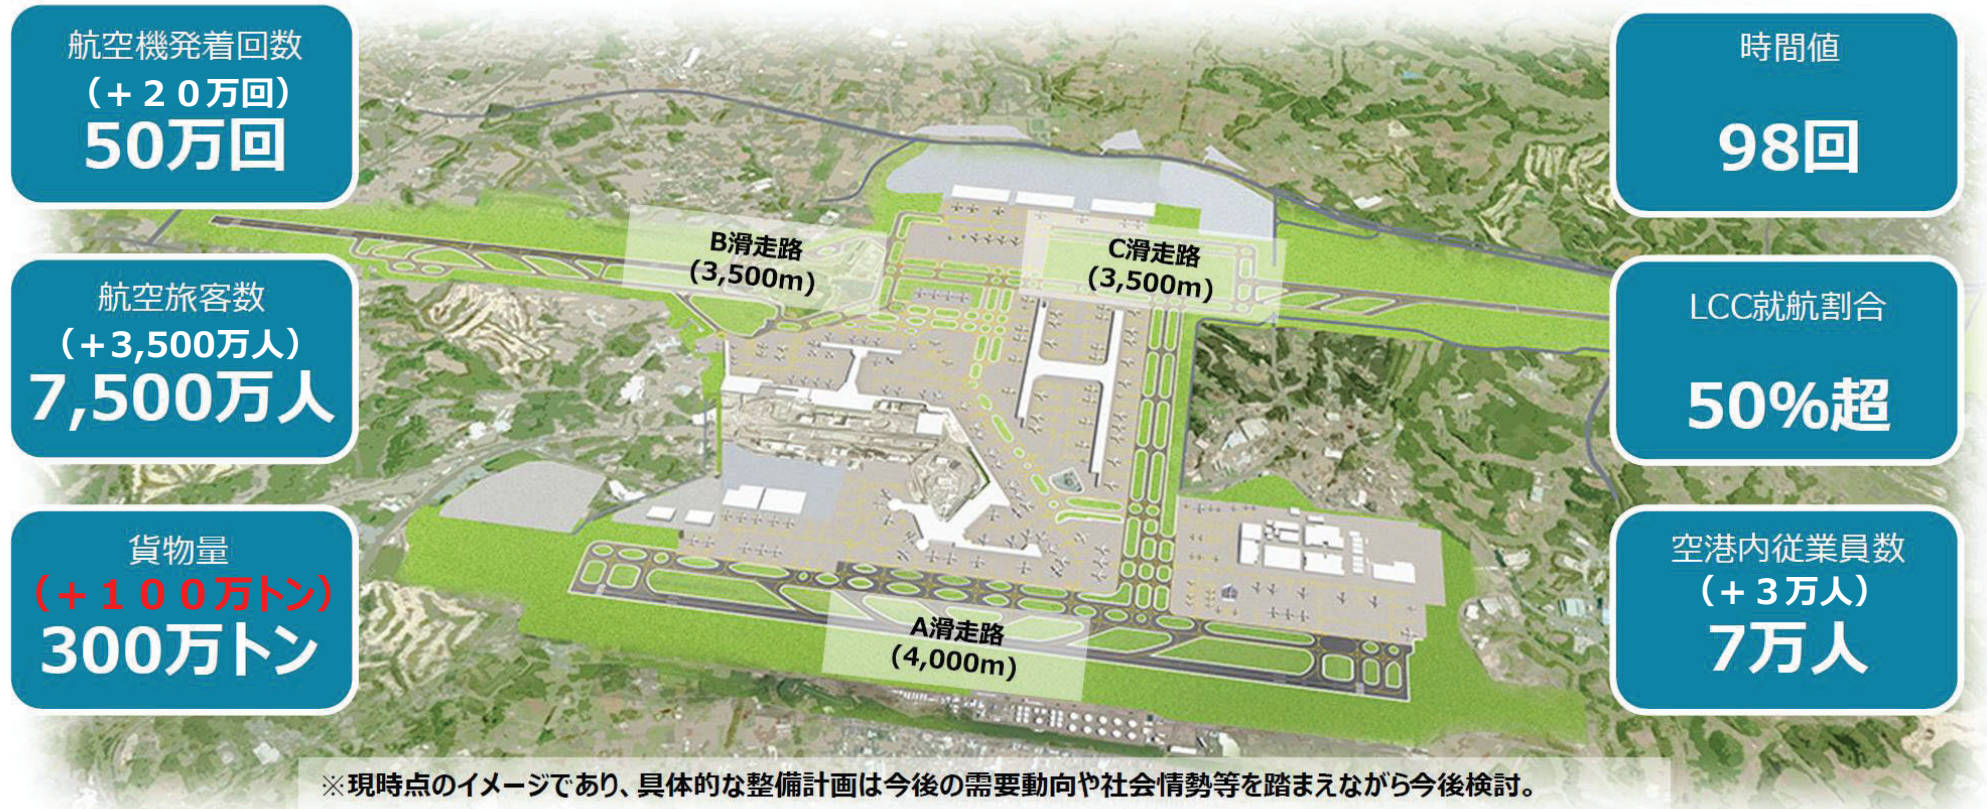 航空機発着回数
（+２０万回）
50万回
航空旅客数
（+3,500万人）
7,500万人
貨物量
（+１００万トン）
300万トン
B滑走路
(3,500m)
C滑走路
(3,500m)
A滑走路
(4,000m)
時間値
98回
LCC就航割合
50%超
空港内従業員数
（+３万人）
7万人
※現時点のイメージであり、具体的な整備計画は今後の需要動向や社会情勢等を踏まえながら今後検討。